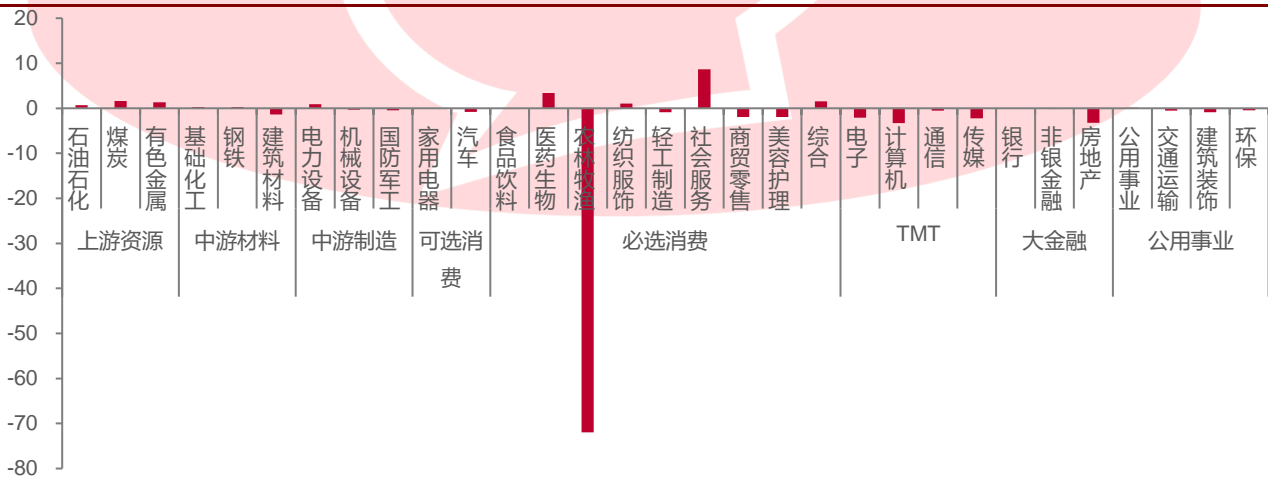 20
10
0
-10
-20
-30
-40
-50
-60
-70
-80
石油石化
煤炭
有色金属
基础化工
钢铁
建筑材料
电力设备
机械设备
国防军工
家用电器
汽车
食品饮料
医药生物
农林牧渔
纺织服饰
轻工制造
社会服务
商贸零售
美容护理
综合
电子
计算机
通信
传媒
银行
非银金融
房地产
公用事业
交通运输
建筑装饰
环保
上游资源
中游材料
中游制造
可选消
费
必选消费
TMT
大金融
公用事业